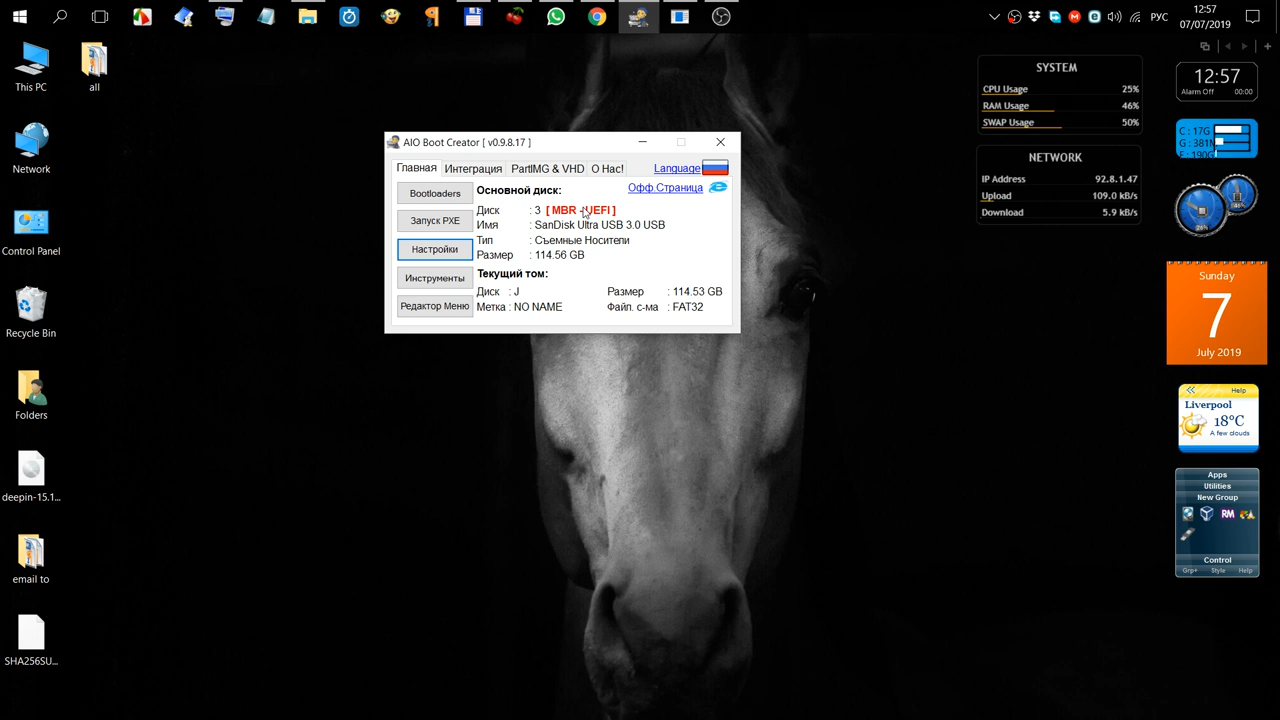 РУС
12:57
07/07/2019
This PC
all
Network
Control Panel
Recycle Bin
Folders
deepin-15.1...
email to
SHA256SU...
AIO Boot Creator [ v0.9.8.17 ]
Главная
Интеграция
PartIMG & VHD
О Нас!
Language
Bootloaders
Запуск PXE
Настройки
Инструменты
Редактор Меню
Основной диск:
Офф.Страница
Диск : 3 [ MBR - UEFI ]
Имя : SanDisk Ultra USB 3.0 USB
Тип : Съемные Носители
Размер : 114.56 GB
Текущий том:
Диск : J Размер : 114.53 GB
Метка : NO NAME Файл. с-ма : FAT32
SYSTEM
CPU Usage 25%
RAM Usage 46%
SWAP Usage 50%
NETWORK
IP Address 92.8.1.47
Upload 109.0 kB/s
Download 5.9 kB/s
12:57
Alarm Off 00:00
C : 17G
G : 381M
F : 190G
Sunday
7
July 2019
Help
Liverpool
18°C
A few clouds
Apps
Utilities
New Group
RM
Control
Grp+ Style Help